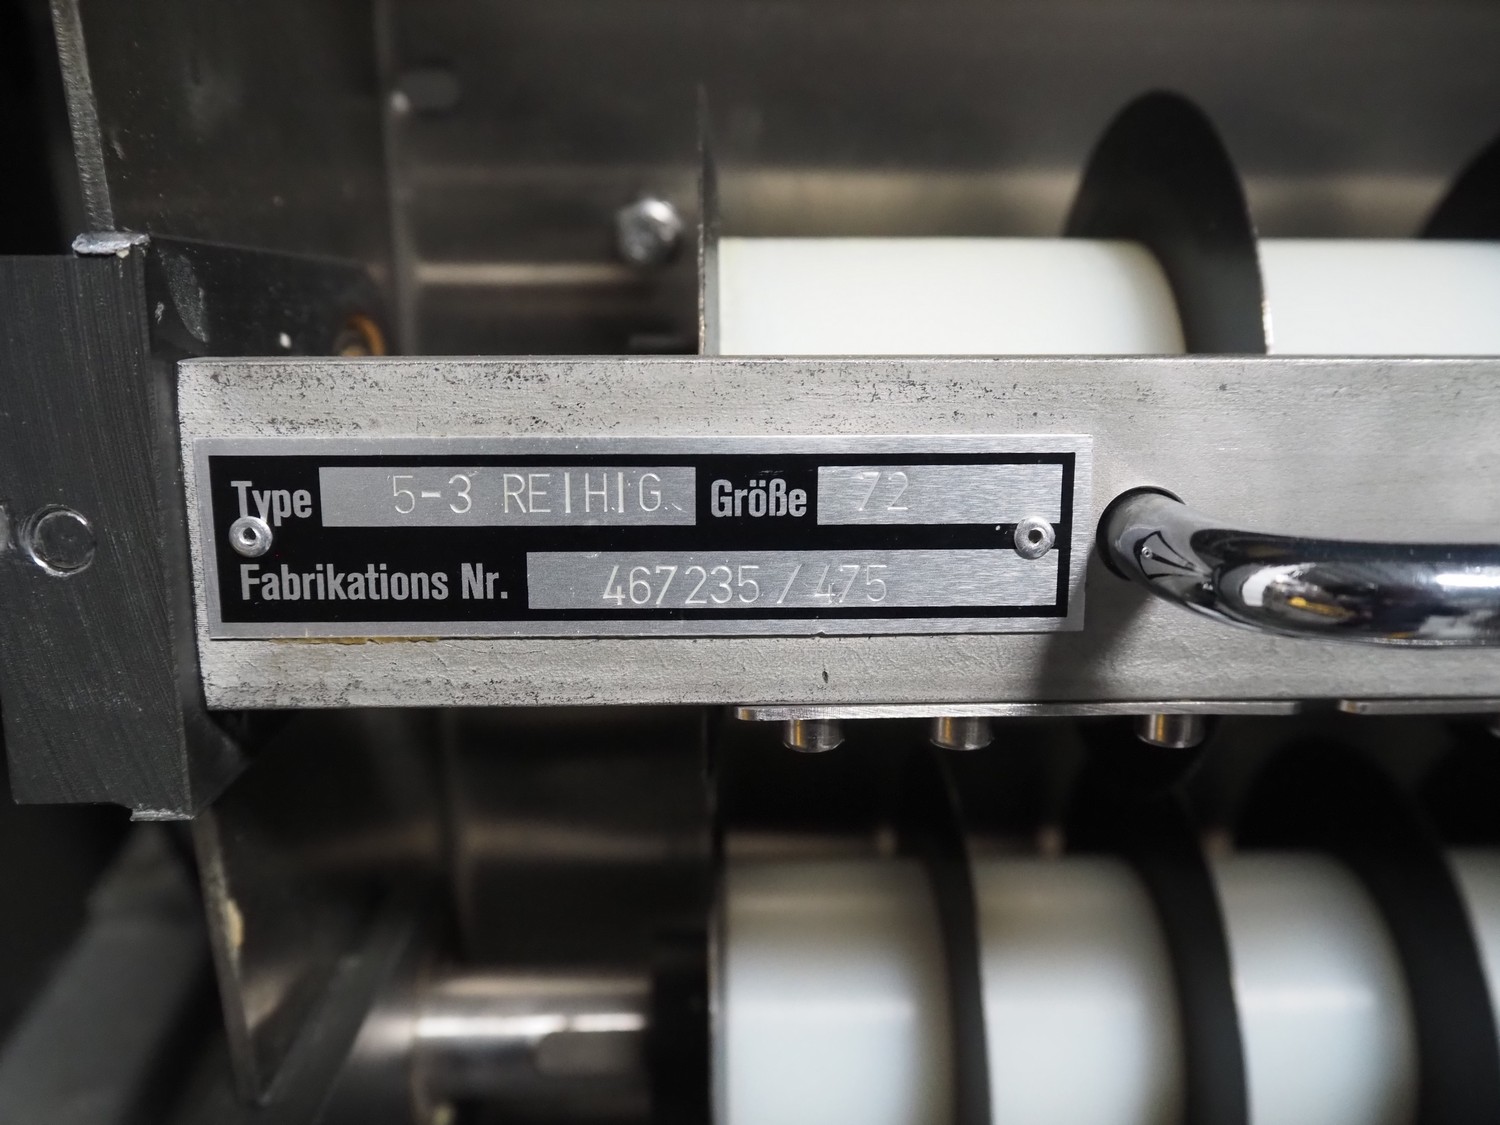 Type 5-3 REIHIG Größe 72
Fabrikations Nr. 467235/475